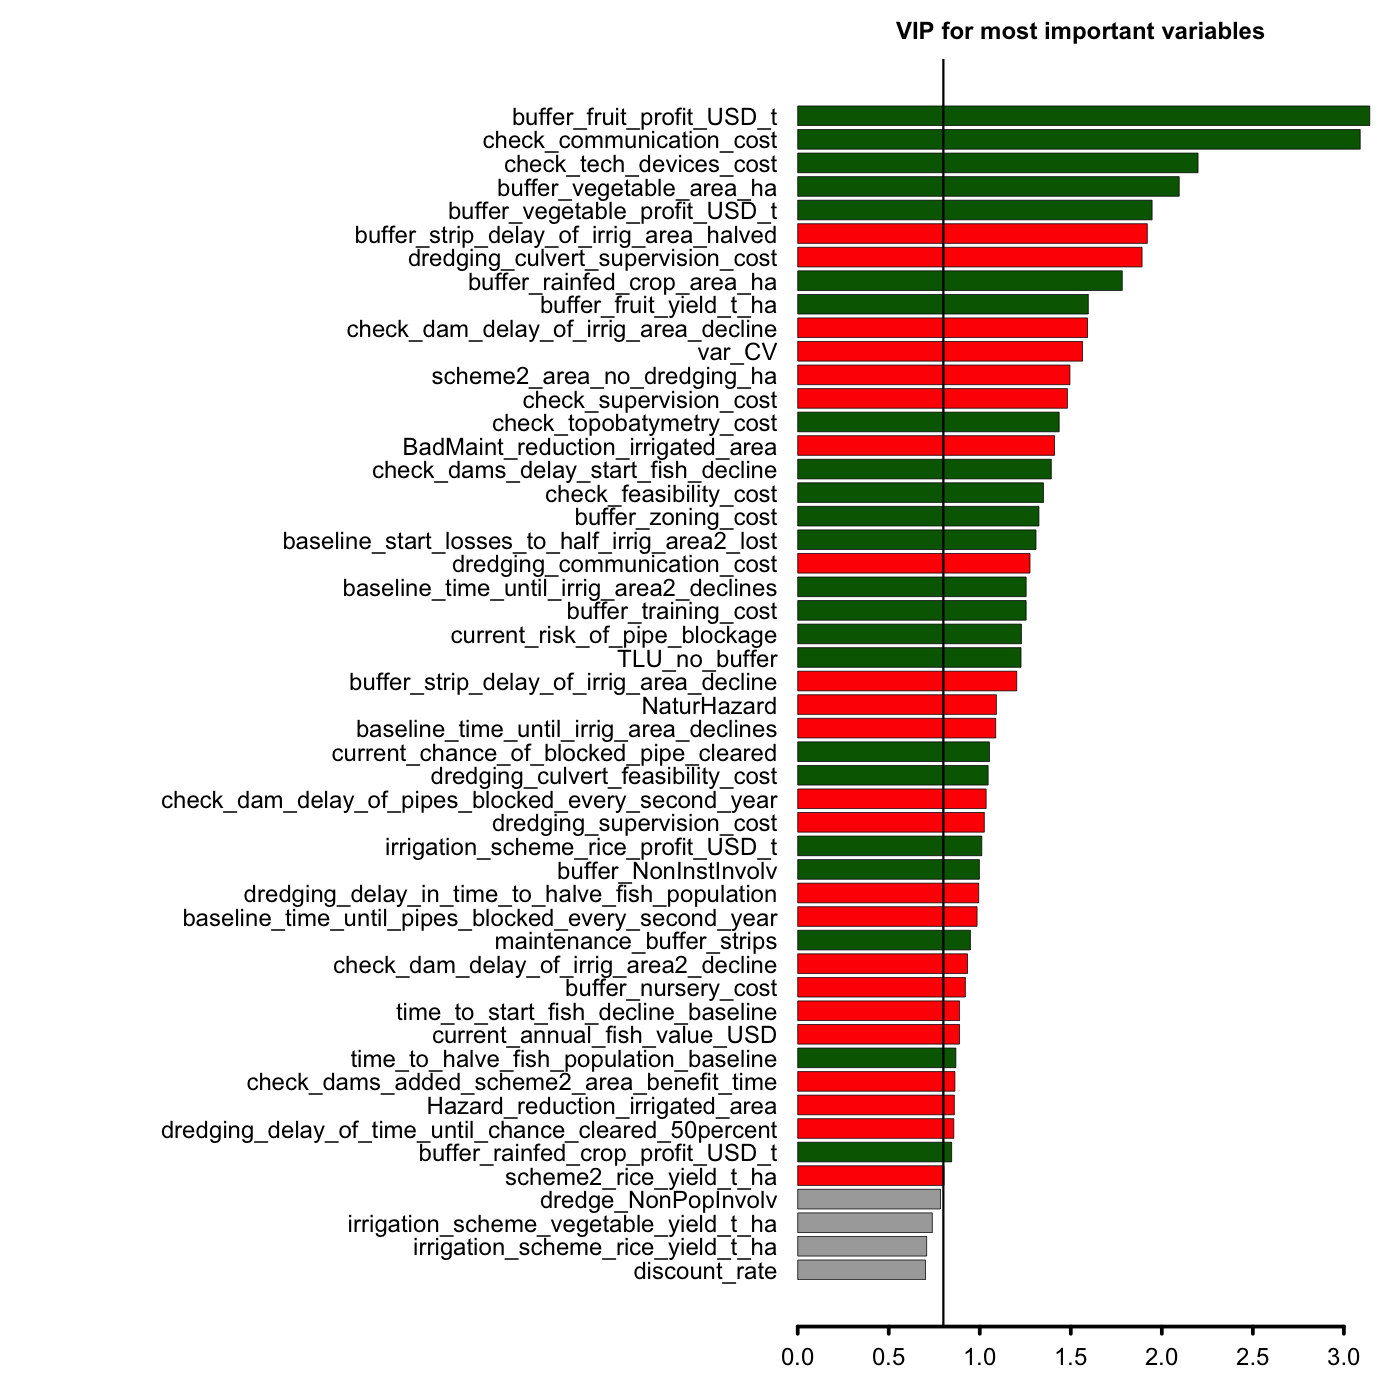 VIP for most important variables
buffer_fruit_profit_USD_t
check_communication_cost
check_tech_devices_cost
buffer_vegetable_area_ha
buffer_vegetable_profit_USD_t
buffer_strip_delay_of_irrig_area_halved
dredging_culvert_supervision_cost
buffer_rainfed_crop_area_ha
buffer_fruit_yield_t_ha
check_dam_delay_of_irrig_area_decline
var_CV
scheme2_area_no_dredging_ha
check_supervision_cost
check_topobatymetry_cost
BadMaint_reduction_irrigated_area
check_dams_delay_start_fish_decline
check_feasibility_cost
buffer_zoning_cost
baseline_start_losses_to_half_irrig_area2_lost
dredging_communication_cost
baseline_time_until_irrig_area2_declines
buffer_training_cost
current_risk_of_pipe_blockage
TLU_no_buffer
buffer_strip_delay_of_irrig_area_decline
NaturHazard
baseline_time_until_irrig_area_declines
current_chance_of_blocked_pipe_cleared
dredging_culvert_feasibility_cost
check_dam_delay_of_pipes_blocked_every_second_year
dredging_supervision_cost
irrigation_scheme_rice_profit_USD_t
buffer_NonInstInvolv
dredging_delay_in_time_to_halve_fish_population
baseline_time_until_pipes_blocked_every_second_year
maintenance_buffer_strips
check_dam_delay_of_irrig_area2_decline
buffer_nursery_cost
time_to_start_fish_decline_baseline
current_annual_fish_value_USD
time_to_halve_fish_population_baseline
check_dams_added_scheme2_area_benefit_time
Hazard_reduction_irrigated_area
dredging_delay_of_time_until_chance_cleared_50percent
buffer_rainfed_crop_profit_USD_t
scheme2_rice_yield_t_ha
dredge_NonPopInvolv
irrigation_scheme_vegetable_yield_t_ha
irrigation_scheme_rice_yield_t_ha
discount_rate
0.0 0.5 1.0 1.5 2.0 2.5 3.0